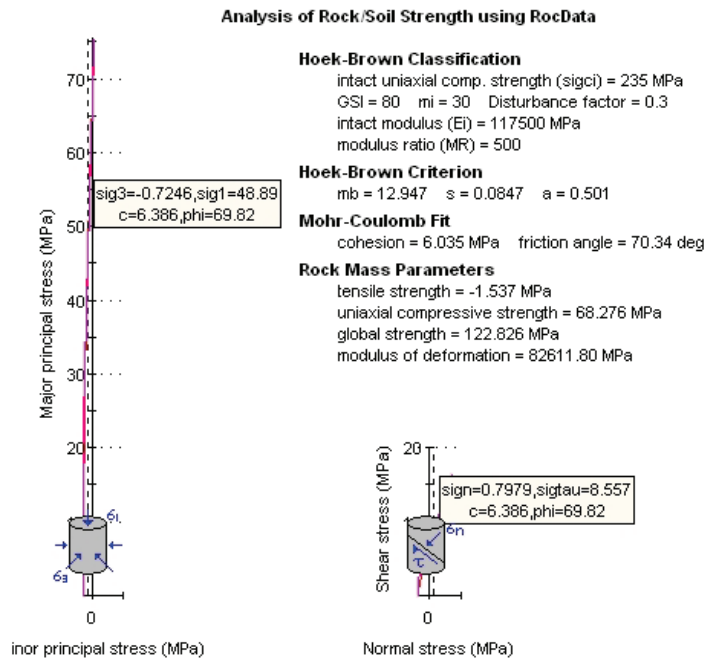 Analysis of Rock/Soil Strength using RocData
Hoek-Brown Classification
intact uniaxial comp. strength (sigci) = 235 MPa
GSI = 80 mi = 30 Disturbance factor = 0.3
intact modulus (Ei) = 117500 MPa
modulus ratio (MR) = 500
Hoek-Brown Criterion
mb = 12.947 s = 0.0847 a = 0.501
Mohr-Coulomb Fit
cohesion = 6.035 MPa friction angle = 70.34 deg
Rock Mass Parameters
tensile strength = -1.537 MPa
uniaxial compressive strength = 68.276 MPa
global strength = 122.826 MPa
modulus of deformation = 82611.80 MPa
Major principal stress (MPa)
70
60
50
40
30
20
sig3=-0.7246,sig1=48.89
c=6.386,phi=69.82
σ1
σ3
0
inor principal stress (MPa)
Shear stress (MPa)
20
sign=0.7979,sigtau=8.557
c=6.386,phi=69.82
σn
τ
0
Normal stress (MPa)